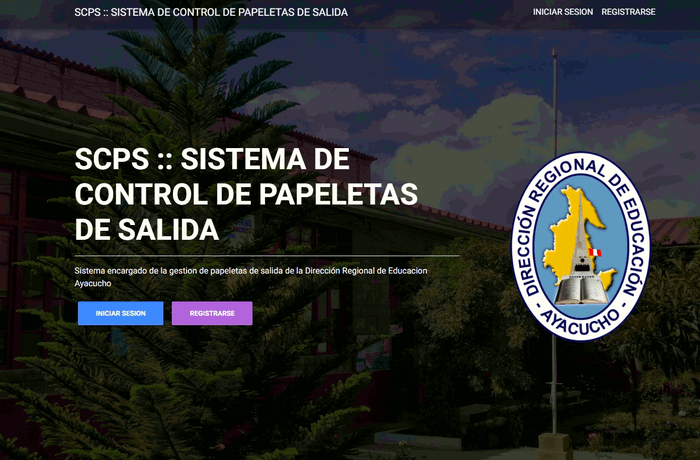 SCPS :: SISTEMA DE CONTROL DE PAPELETAS DE SALIDA
INICIAR SESION REGISTRARSE
SCPS :: SISTEMA DE
CONTROL DE PAPELETAS
DE SALIDA
Sistema encargado de la gestion de papeletas de salida de la Dirección Regional de Educacion
Ayacucho
INICIAR SESION REGISTRARSE
DIRECCIÓN REGIONAL DE EDUCACIÓN
- AYACUCHO -